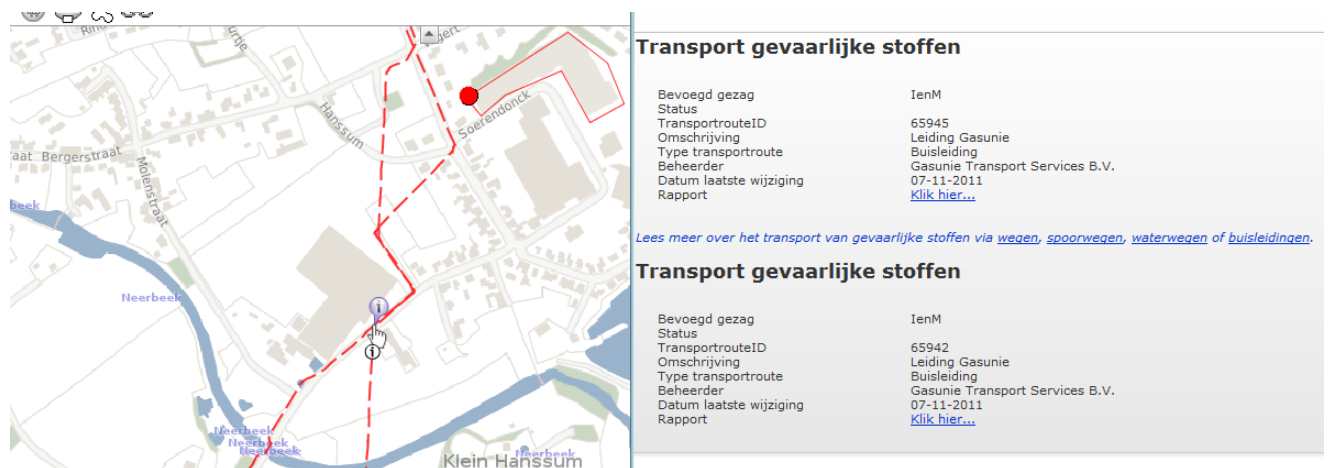 Hanssum
Soerendonck
aat Bergerstraat
Molenstraat
beek
Neerbeek
Neerbeek
Neerbeek
Neerbeek
Klein Hanssum
Transport gevaarlijke stoffen
Bevoegd gezag IenM
Status
TransportrouteID 65945
Omschrijving Leiding Gasunie
Type transportroute Buisleiding
Beheerder Gasunie Transport Services B.V.
Datum laatste wijziging 07-11-2011
Rapport Klik hier...
Lees meer over het transport van gevaarlijke stoffen via wegen, spoorwegen, waterwegen of buisleidingen.
Transport gevaarlijke stoffen
Bevoegd gezag IenM
Status
TransportrouteID 65942
Omschrijving Leiding Gasunie
Type transportroute Buisleiding
Beheerder Gasunie Transport Services B.V.
Datum laatste wijziging 07-11-2011
Rapport Klik hier...